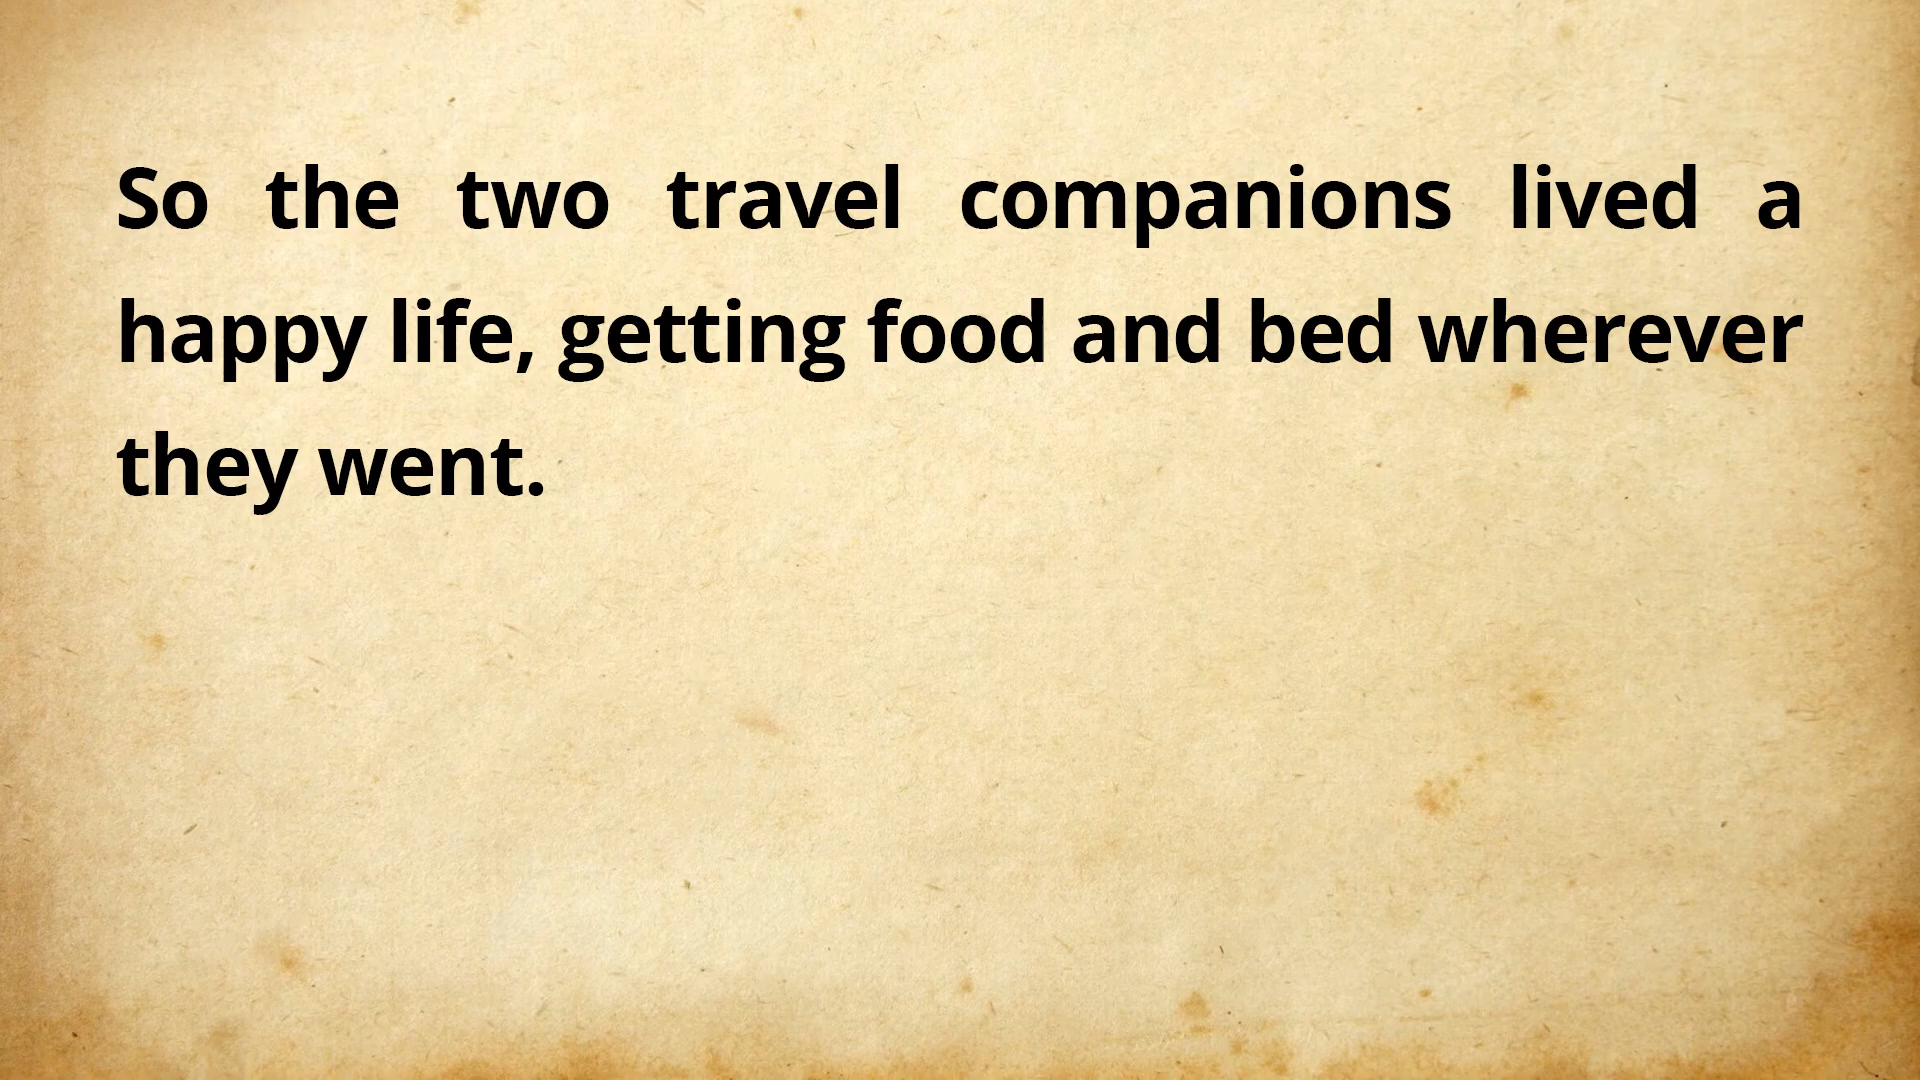 So the two travel companions lived a
happy life, getting food and bed wherever
they went.